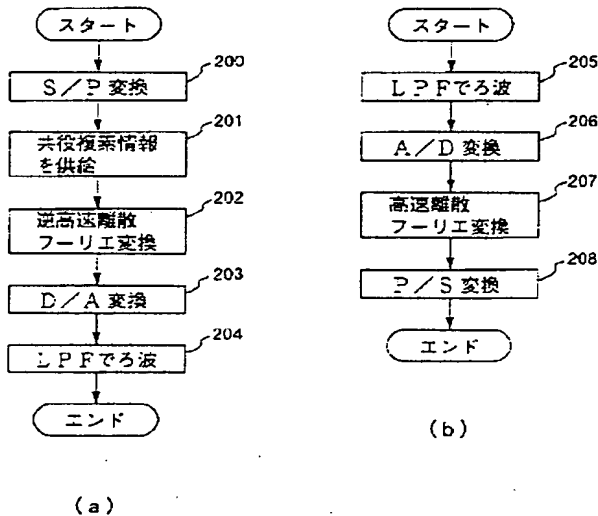 スタート
200
S／P 変換
201
共役複素情報
を供給
202
逆高速離散
フーリエ変換
203
D／A 変換
204
LPFでろ波
エンド
(a)
スタート
205
LPFでろ波
206
A／D 変換
207
高速離散
フーリエ変換
208
P／S 変換
エンド
(b)